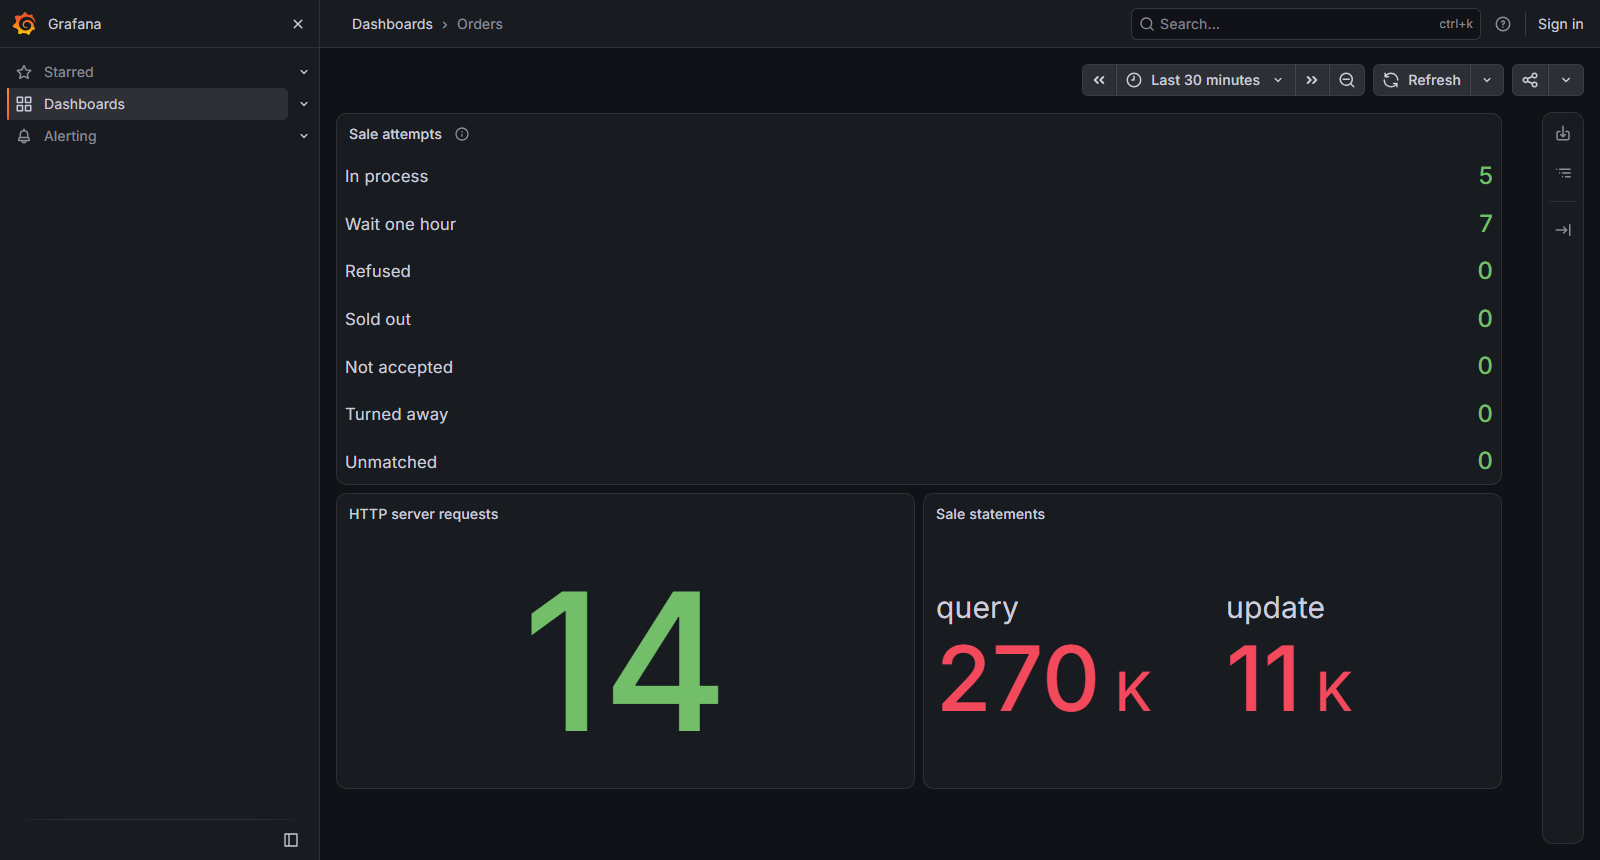 Grafana
Dashboards › Orders
Search...
ctrl+k
Sign in
Starred
Dashboards
Alerting
Last 30 minutes
Refresh
Sale attempts
In process 5
Wait one hour 7
Refused 0
Sold out 0
Not accepted 0
Turned away 0
Unmatched 0
HTTP server requests
14
Sale statements
query
270 K
update
11 K